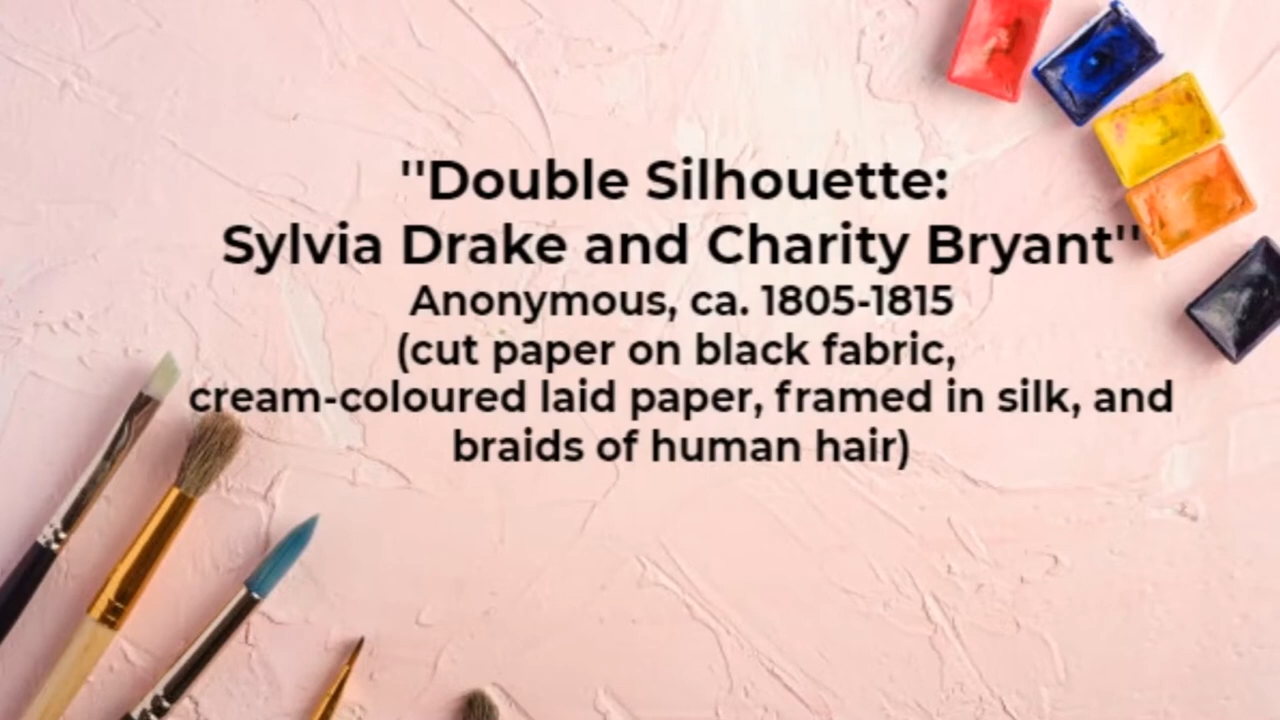 ''Double Silhouette:
Sylvia Drake and Charity Bryant''
Anonymous, ca. 1805-1815
(cut paper on black fabric,
cream-coloured laid paper, framed in silk, and
braids of human hair)